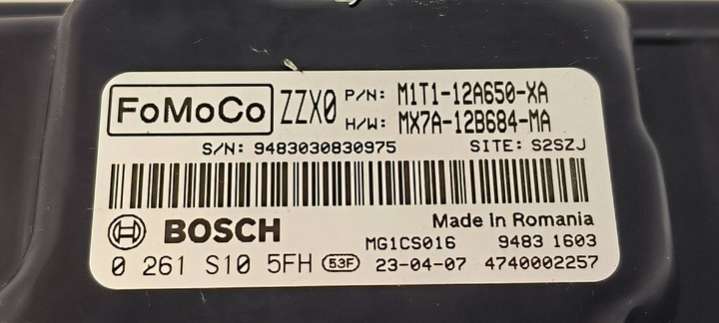 FoMoCo ZZX0 P/N: M1T1-12A650-XA
H/W: MX7A-12B684-MA
S/N: 9483030830975 SITE: S2SZJ
BOSCH Made in Romania
MG1CS016 9483 1603
0 261 S10 5FH 53F 23-04-07 4740002257